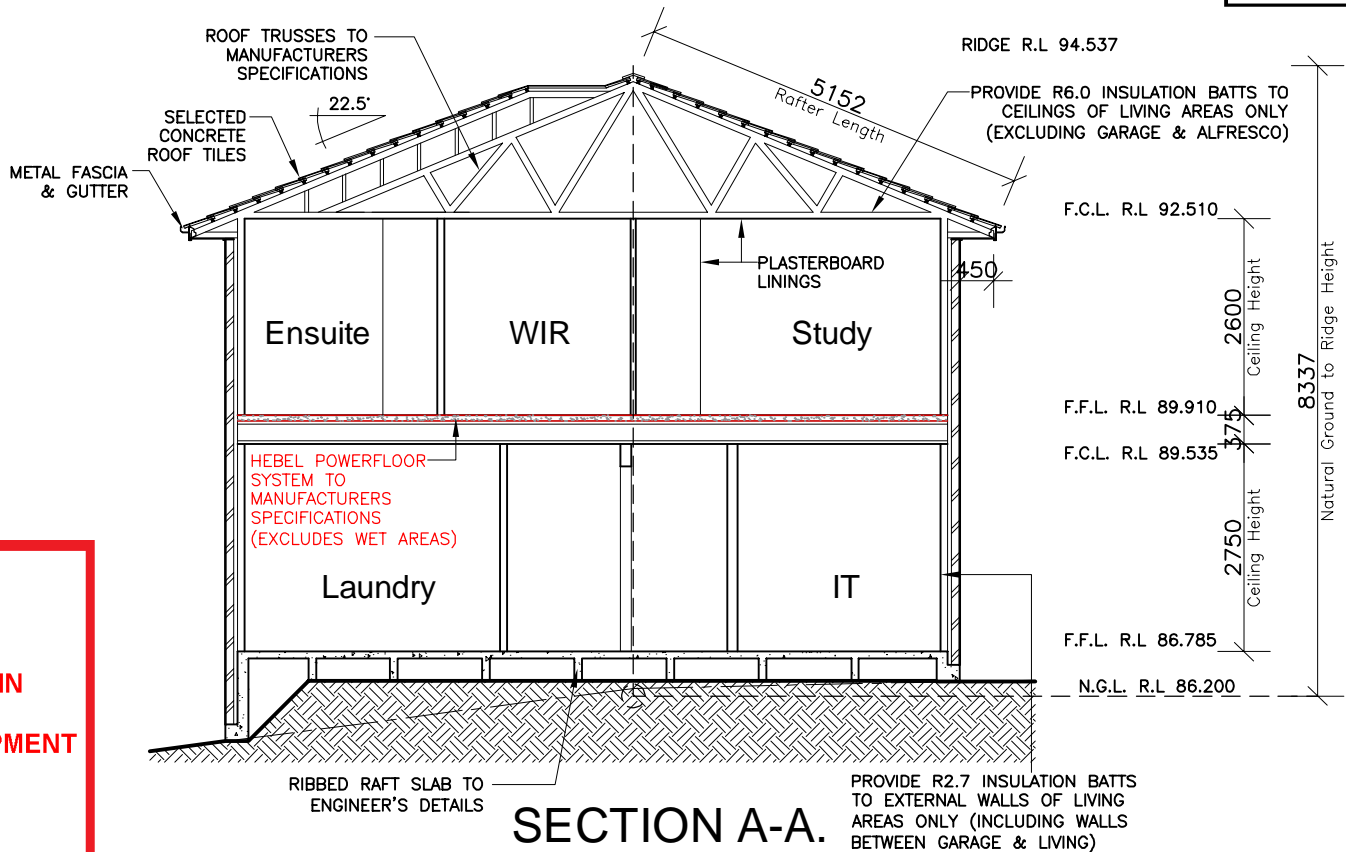 ROOF TRUSSES TO
MANUFACTURERS
SPECIFICATIONS
22.5°
SELECTED
CONCRETE
ROOF TILES
METAL FASCIA
& GUTTER
5152
Rafter Length
RIDGE R.L 94.537
PROVIDE R6.0 INSULATION BATTS TO
CEILINGS OF LIVING AREAS ONLY
(EXCLUDING GARAGE & ALFRESCO)
F.C.L. R.L 92.510
PLASTERBOARD
LININGS
450
Ensuite
WIR
Study
2600
Ceiling Height
8337
Natural Ground to Ridge Height
F.F.L. R.L 89.910
375
F.C.L. R.L 89.535
HEBEL POWERFLOOR
SYSTEM TO
MANUFACTURERS
SPECIFICATIONS
(EXCLUDES WET AREAS)
Laundry
IT
2750
Ceiling Height
F.F.L. R.L 86.785
N.G.L. R.L 86.200
IN
PMENT
RIBBED RAFT SLAB TO
ENGINEER'S DETAILS
SECTION A-A.
PROVIDE R2.7 INSULATION BATTS
TO EXTERNAL WALLS OF LIVING
AREAS ONLY (INCLUDING WALLS
BETWEEN GARAGE & LIVING)